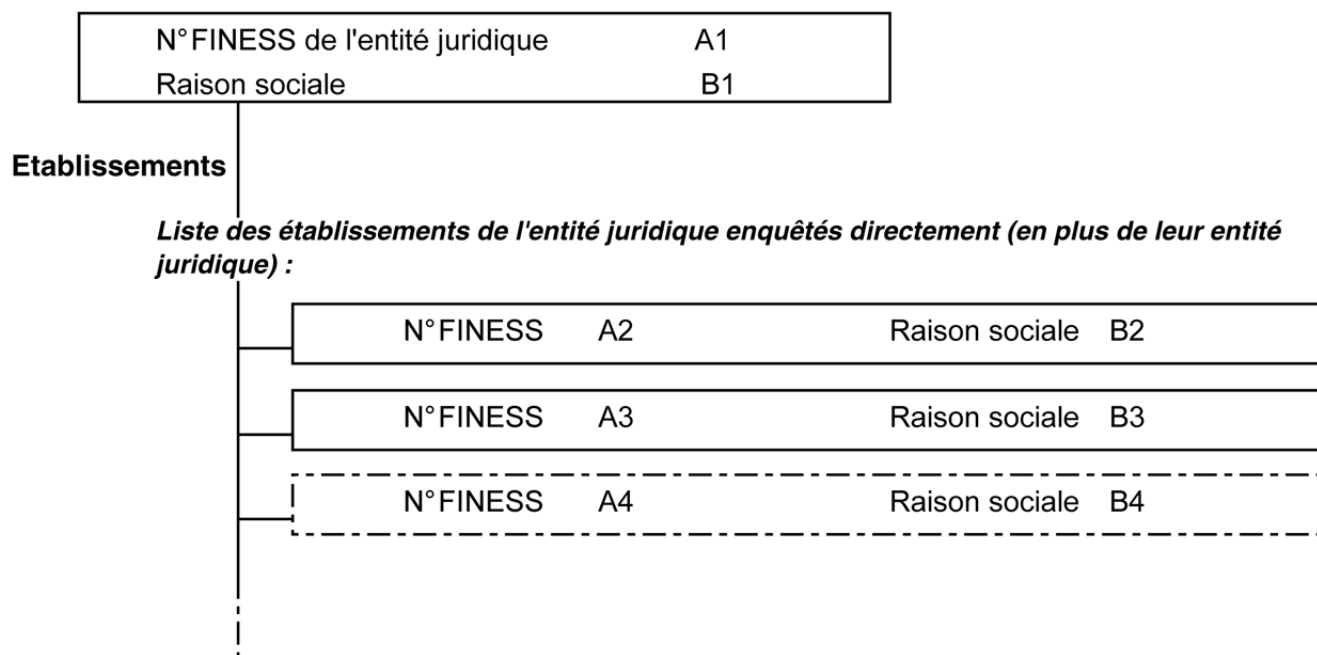 N° FINESS de l'entité juridique A1
Raison sociale B1
Etablissements
Liste des établissements de l'entité juridique enquêtés directement (en plus de leur entité
juridique) :
N° FINESS A2 Raison sociale B2
N° FINESS A3 Raison sociale B3
N° FINESS A4 Raison sociale B4